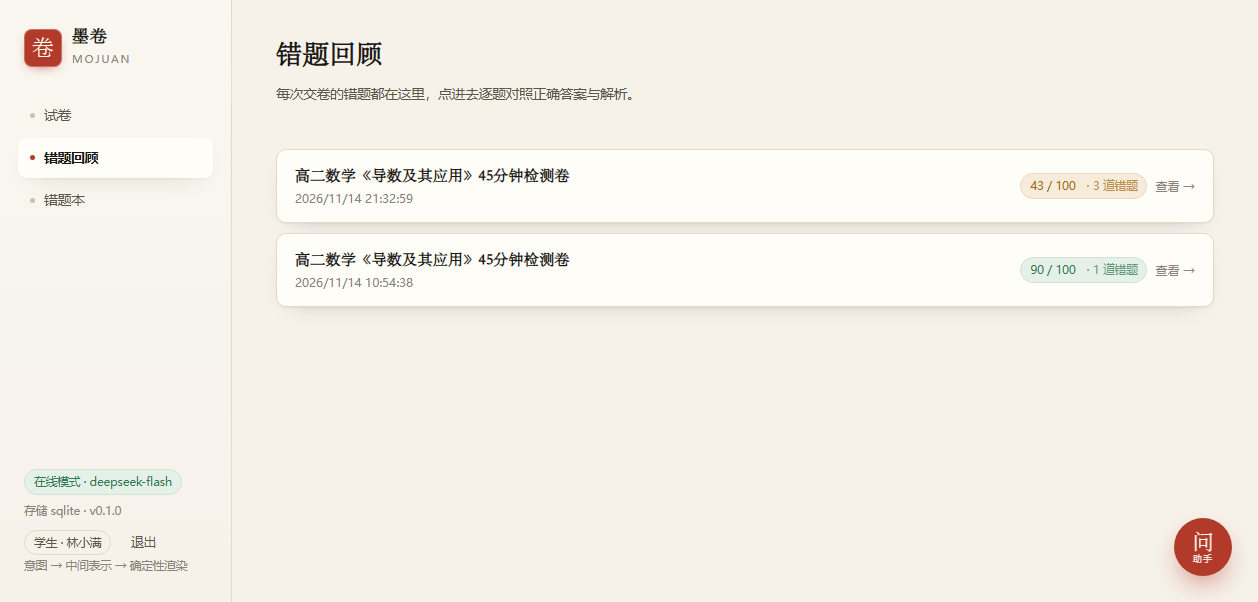 卷
墨卷
MOJUAN
试卷
错题回顾
错题本
在线模式 · deepseek-flash
存储 sqlite · v0.1.0
学生 · 林小满
退出
意图 → 中间表示 → 确定性渲染
错题回顾
每次交卷的错题都在这里，点进去逐题对照正确答案与解析。
高二数学《导数及其应用》45分钟检测卷
2026/11/14 21:32:59
43 / 100 · 3 道错题
查看 →
高二数学《导数及其应用》45分钟检测卷
2026/11/14 10:54:38
90 / 100 · 1 道错题
查看 →
问
助手